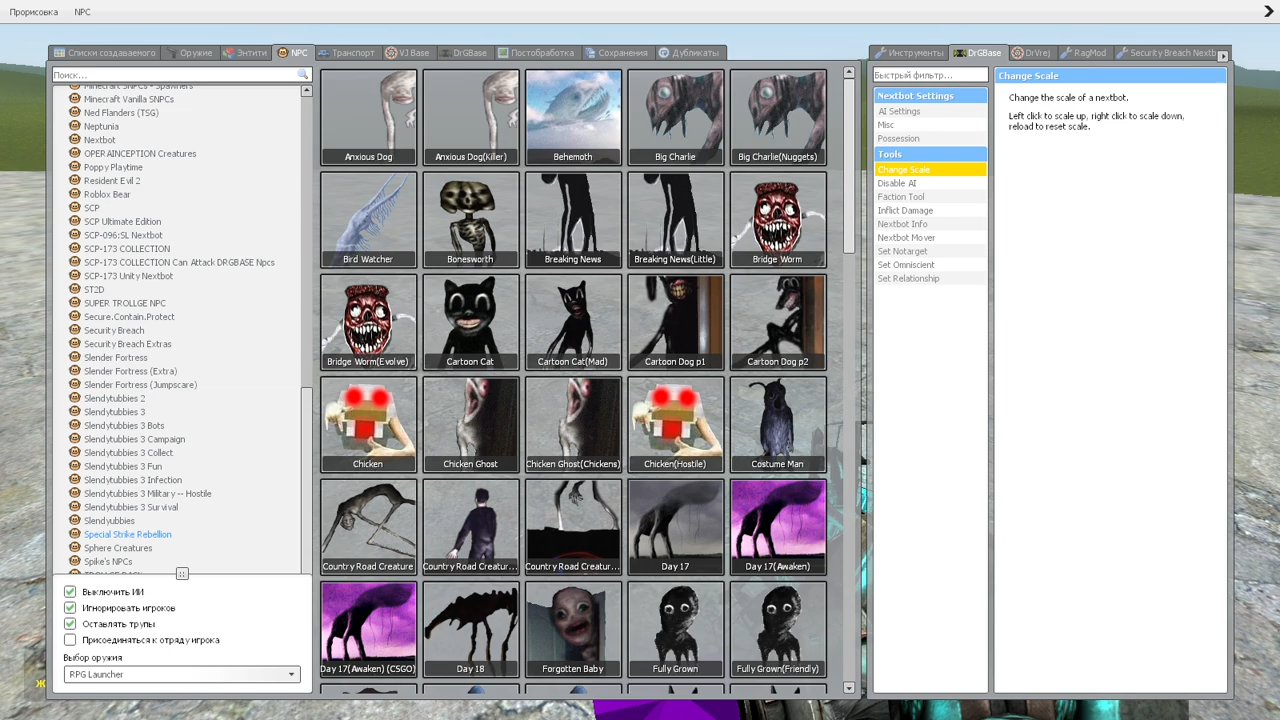 Прорисовка NPC
Списки создаваемого Оружие Энтити NPC Транспорт VJ Base DrGBase Постобработка Сохранения Дубликаты
Инструменты DrGBase DrVrej RagMod Security Breach Nextb
Поиск...
Minecraft SNPCs - Spawners
Minecraft Vanilla SNPCs
Ned Flanders (TSG)
Neptunia
Nextbot
OPER AINCEPTION Creatures
Poppy Playtime
Resident Evil 2
Roblox Bear
SCP
SCP Ultimate Edition
SCP-096:SL Nextbot
SCP-173 COLLECTION
SCP-173 COLLECTION Can Attack DRGBASE Npcs
SCP-173 Unity Nextbot
ST2D
SUPER TROLLGE NPC
Secure.Contain.Protect
Security Breach
Security Breach Extras
Slender Fortress
Slender Fortress (Extra)
Slender Fortress (Jumpscare)
Slendytubbies 2
Slendytubbies 3
Slendytubbies 3 Bots
Slendytubbies 3 Campaign
Slendytubbies 3 Collect
Slendytubbies 3 Fun
Slendytubbies 3 Infection
Slendytubbies 3 Military -- Hostile
Slendytubbies 3 Survival
Slendyubbies
Special Strike Rebellion
Sphere Creatures
Spike's NPCs
Выключить ИИ
Игнорировать игроков
Оставлять трупы
Присоединяться к отряду игрока
Выбор оружия
RPG Launcher
Anxious Dog Anxious Dog(Killer) Behemoth Big Charlie Big Charlie(Nuggets)
Bird Watcher Bonesworth Breaking News Breaking News(Little) Bridge Worm
Bridge Worm(Evolve) Cartoon Cat Cartoon Cat(Mad) Cartoon Dog p1 Cartoon Dog p2
Chicken Chicken Ghost Chicken Ghost(Chickens) Chicken(Hostile) Costume Man
Country Road Creature Country Road Creatur... Country Road Creatur... Day 17 Day 17(Awaken)
Day 17(Awaken) (CSGO) Day 18 Forgotten Baby Fully Grown Fully Grown(Friendly)
Быстрый фильтр...
Nextbot Settings
AI Settings
Misc
Possession
Tools
Change Scale
Disable AI
Faction Tool
Inflict Damage
Nextbot Info
Nextbot Mover
Set Notarget
Set Omniscient
Set Relationship
Change Scale
Change the scale of a nextbot.
Left click to scale up, right click to scale down,
reload to reset scale.